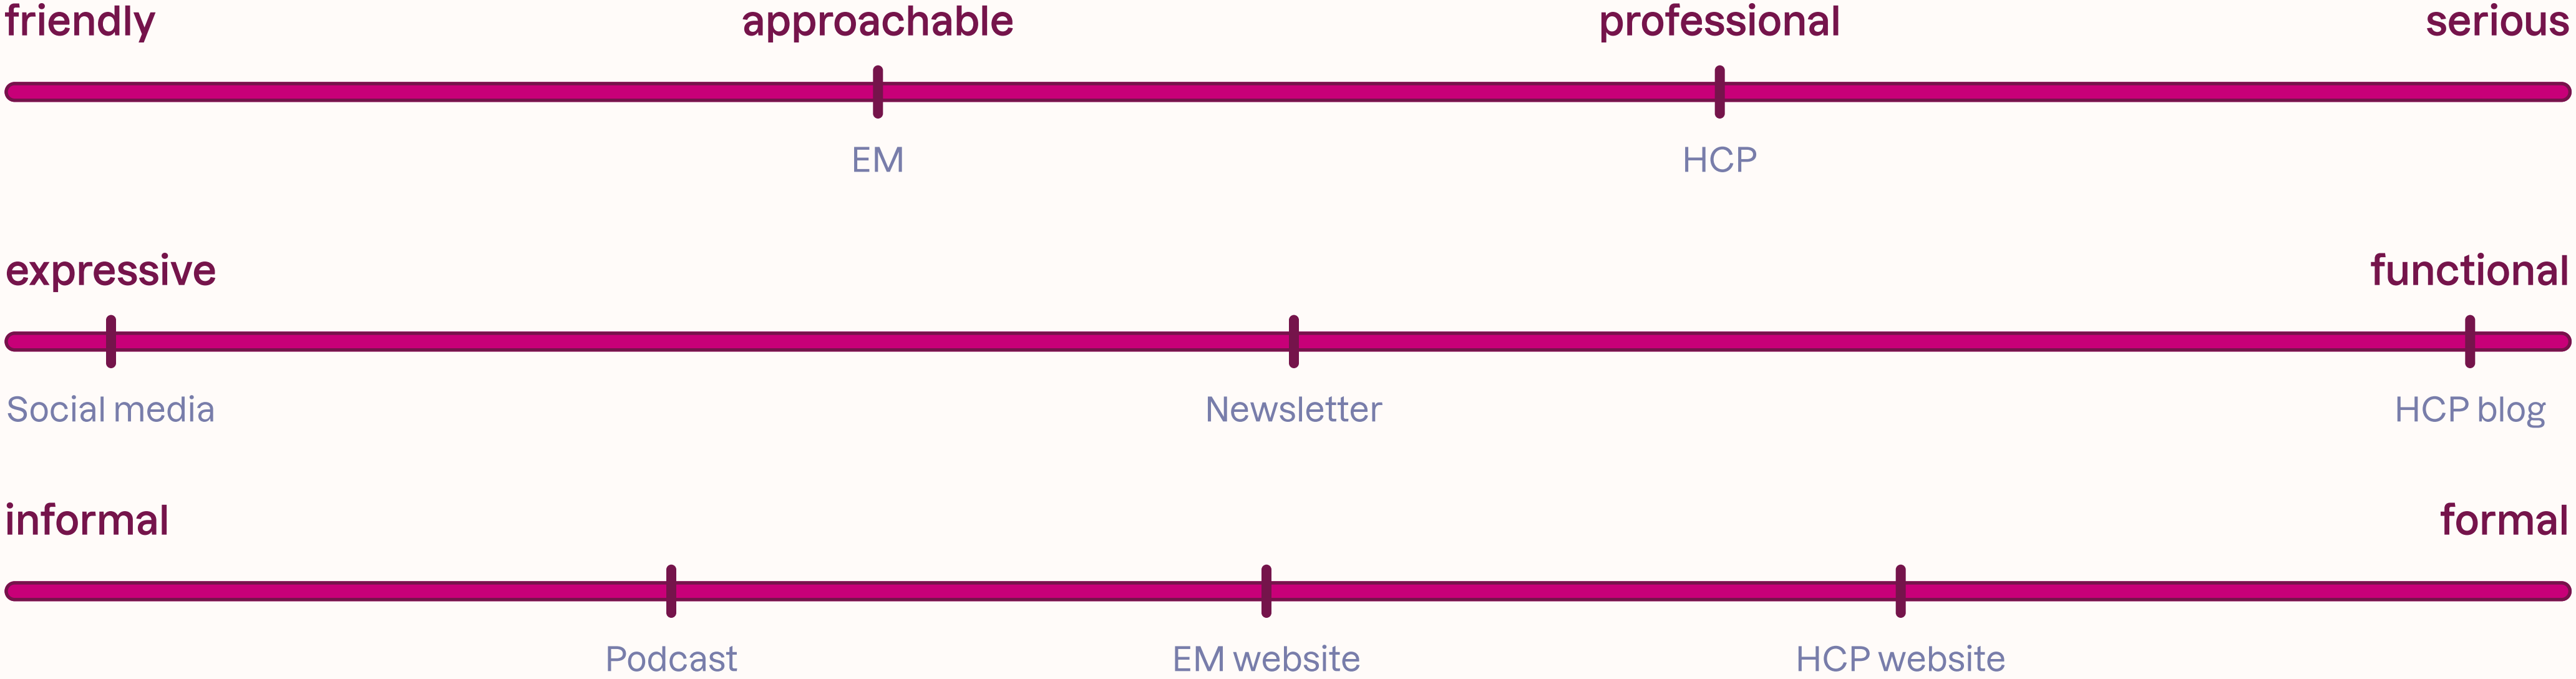 friendly approachable professional serious
EM HCP
expressive functional
Social media Newsletter HCP blog
informal formal
Podcast EM website HCP website